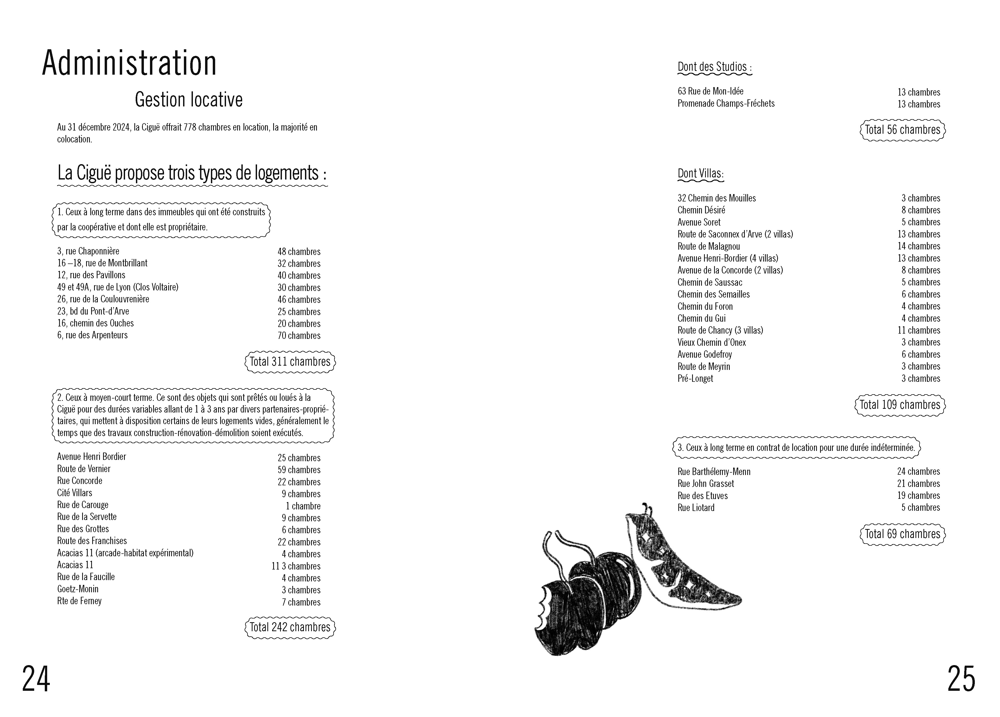 Administration
Gestion locative
Au 31 décembre 2024, la Ciguë offrait 778 chambres en location, la majorité en
colocation.
La Ciguë propose trois types de logements :
1. Ceux à long terme dans des immeubles qui ont été construits
par la coopérative et dont elle est propriétaire.
3, rue Chaponnière 48 chambres
16 –18, rue de Montbrillant 32 chambres
12, rue des Pavillons 40 chambres
49 et 49A, rue de Lyon (Clos Voltaire) 30 chambres
26, rue de la Coulouvrenière 46 chambres
23, bd du Pont-d'Arve 25 chambres
16, chemin des Ouches 20 chambres
6, rue des Arpenteurs 70 chambres
Total 311 chambres
2. Ceux à moyen-court terme. Ce sont des objets qui sont prêtés ou loués à la
Ciguë pour des durées variables allant de 1 à 3 ans par divers partenaires-proprié-
taires, qui mettent à disposition certains de leurs logements vides, généralement le
temps que des travaux construction-rénovation-démolition soient exécutés.
Avenue Henri Bordier 25 chambres
Route de Vernier 59 chambres
Rue Concorde 22 chambres
Cité Villars 9 chambres
Rue de Carouge 1 chambre
Rue de la Servette 9 chambres
Rue des Grottes 6 chambres
Route des Franchises 22 chambres
Acacias 11 (arcade-habitat expérimental) 4 chambres
Acacias 11 11 3 chambres
Rue de la Faucille 4 chambres
Goetz-Monin 3 chambres
Rte de Ferney 7 chambres
Total 242 chambres
24
Dont des Studios :
63 Rue de Mon-Idée 13 chambres
Promenade Champs-Fréchets 13 chambres
Total 56 chambres
Dont Villas:
32 Chemin des Mouilles 3 chambres
Chemin Désiré 8 chambres
Avenue Soret 5 chambres
Route de Saconnex d'Arve (2 villas) 13 chambres
Route de Malagnou 14 chambres
Avenue Henri-Bordier (4 villas) 13 chambres
Avenue de la Concorde (2 villas) 8 chambres
Chemin de Saussac 5 chambres
Chemin des Semailles 6 chambres
Chemin du Foron 4 chambres
Chemin du Gui 4 chambres
Route de Chancy (3 villas) 11 chambres
Vieux Chemin d'Onex 3 chambres
Avenue Godefroy 6 chambres
Route de Meyrin 3 chambres
Pré-Longet 3 chambres
Total 109 chambres
3. Ceux à long terme en contrat de location pour une durée indéterminée.
Rue Barthélemy-Menn 24 chambres
Rue John Grasset 21 chambres
Rue des Etuves 19 chambres
Rue Liotard 5 chambres
Total 69 chambres
25